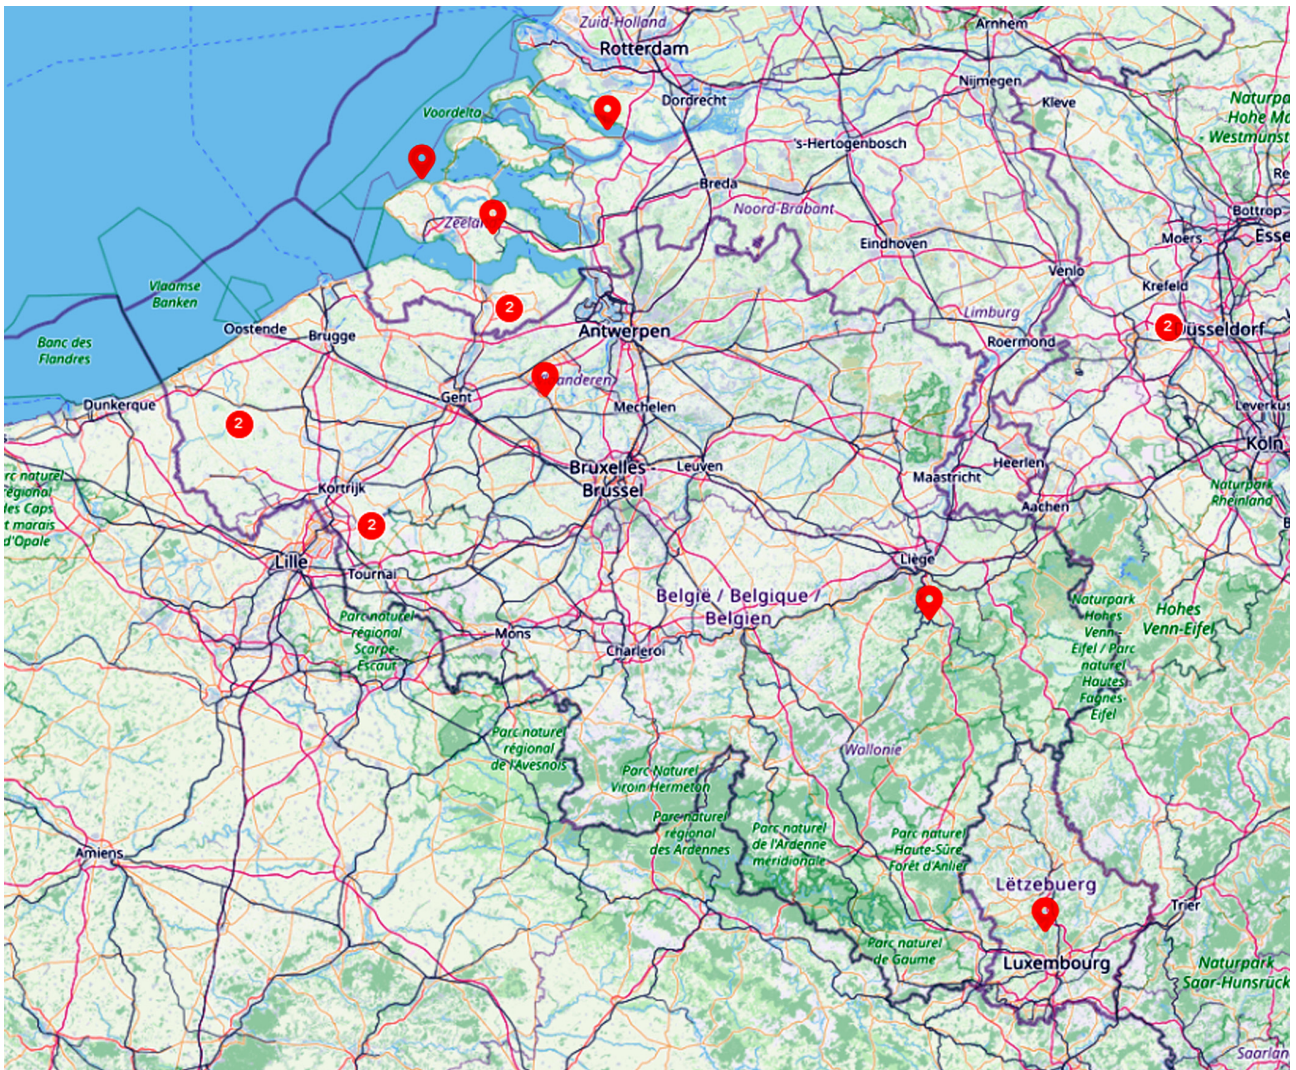 Zuid-Holland
Arnhem
Rotterdam
Nijmegen
Dordrecht
Kleve
Voordelta
's-Hertogenbosch
Breda
Noord-Brabant
Bottrop
Moers
Eindhoven
Venlo
Krefeld
Vlaamse
Banken
2
Limburg
Oostende
Brugge
Antwerpen
2
Roermond
Banc des
Flandres
Gent
Mechelen
Dunkerque
2
Bruxelles -
Brussel
Leuven
Köln
Heerlen
Maastricht
Aachen
Naturpark
Rheinland
Kortrijk
2
Lille
Tournai
Liège
België / Belgique /
Belgien
Naturpark
Hohes
Venn-
Eifel / Parc
naturel
Hautes
Fagnes-
Eifel
Hohes
Venn-Eifel
Parc naturel
régional
Scarpe-
Escaut
Mons
Charleroi
Parc naturel
régional
de l'Avesnois
Wallonie
Parc Naturel
Viroin Hermeton
Parc naturel
régional
des Ardennes
Parc naturel
de l'Ardenne
méridionale
Parc naturel
Haute-Sûre
Forêt d'Anlier
Amiens
Lëtzebuerg
Trier
Parc naturel
de Gaume
Luxembourg
Naturpark
Saar-Hunsrück